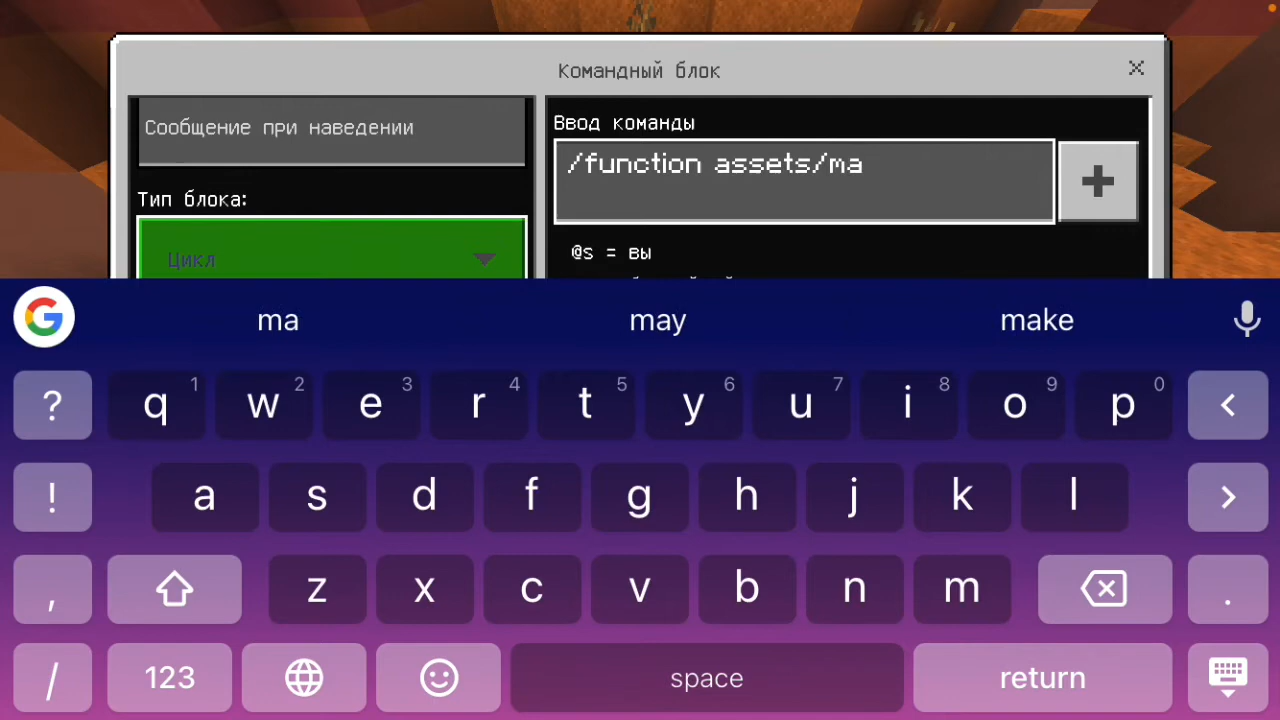 Командный блок
Сообщение при наведении
Тип блока:
Цикл
Ввод команды
/function assets/ma
@s = вы
ma may make
? q 1 w 2 e 3 r 4 t 5 y 6 u 7 i 8 o 9 p 0 <
! a s d f g h j k l >
, z x c v b n m .
/ 123 space return